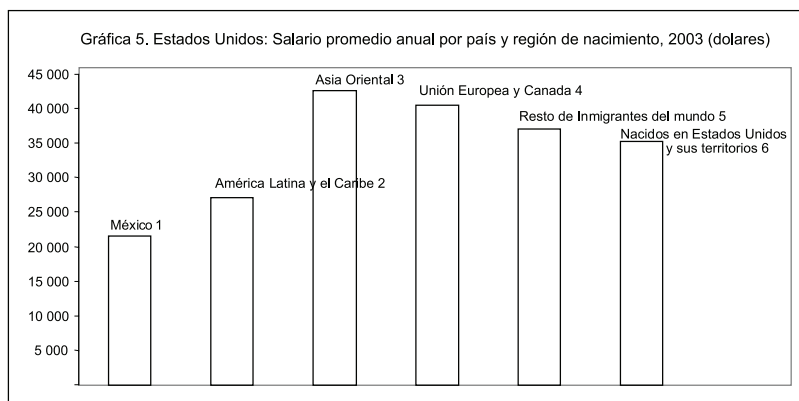 Gráfica 5. Estados Unidos: Salario promedio anual por país y región de nacimiento, 2003 (dolares)
45 000
40 000
35 000
30 000
25 000
20 000
15 000
10 000
5 000
México 1
América Latina y el Caribe 2
Asia Oriental 3
Unión Europea y Canada 4
Resto de Inmigrantes del mundo 5
Nacidos en Estados Unidos
y sus territorios 6